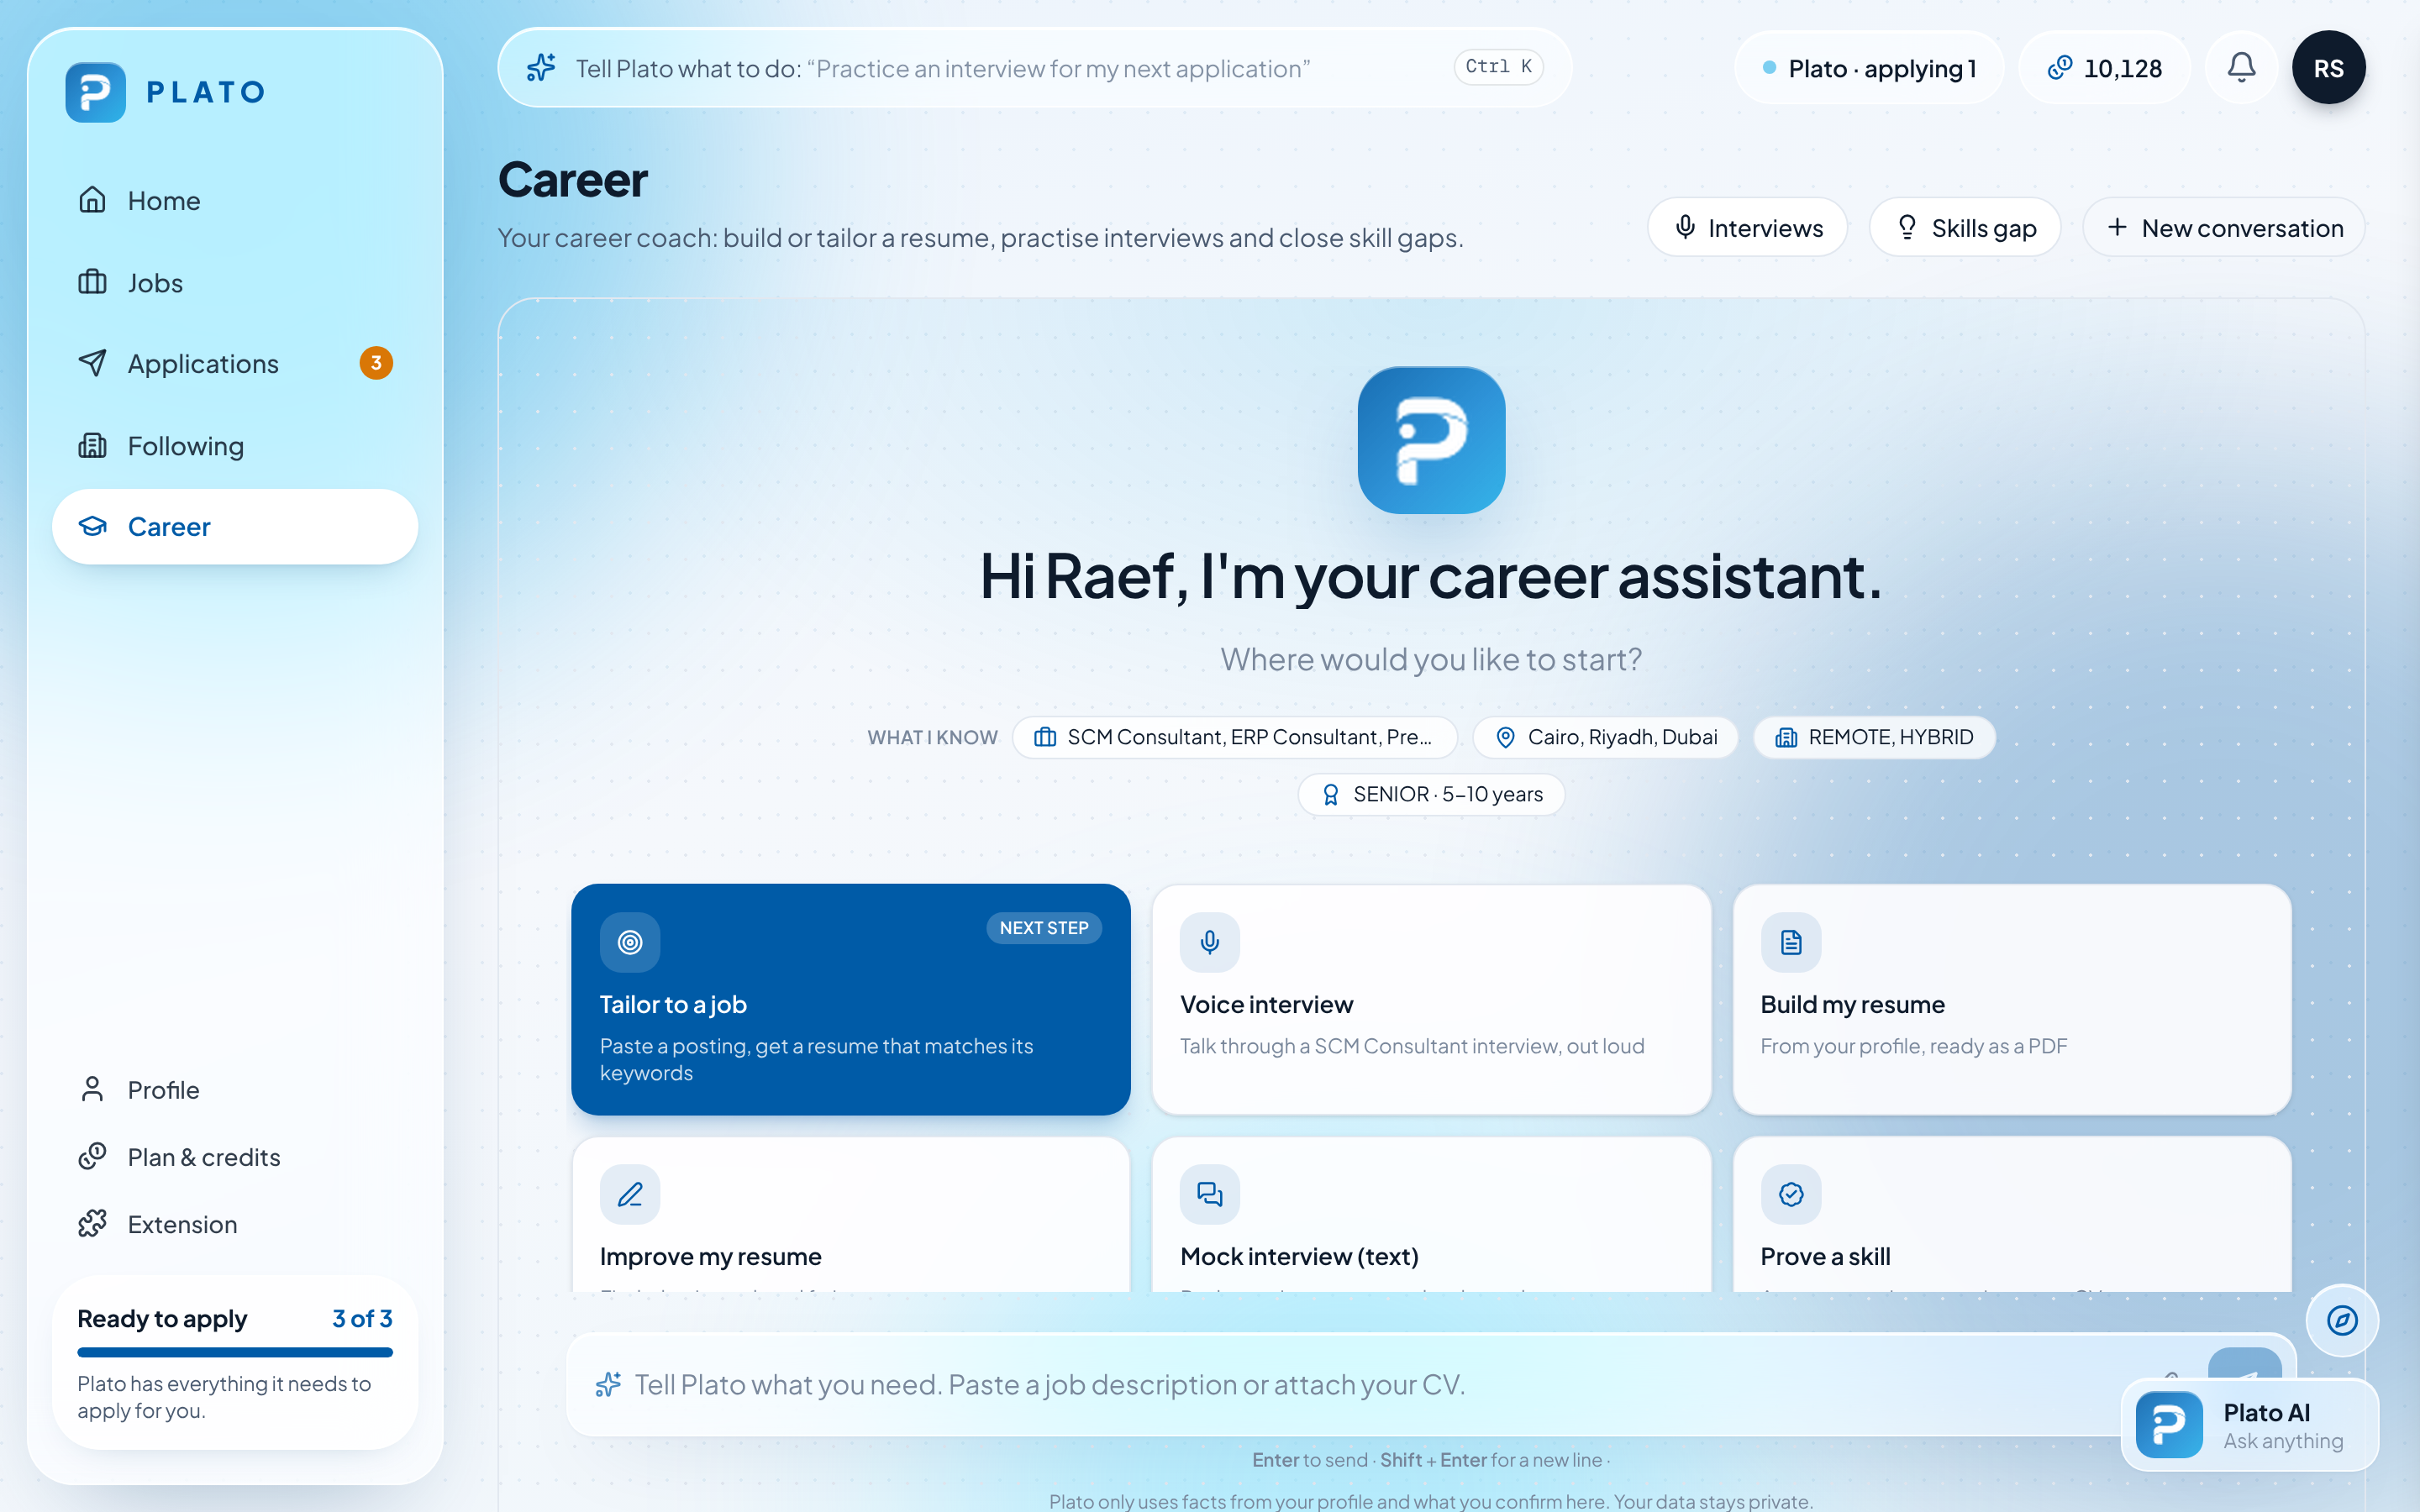 PLATO
Tell Plato what to do: “Practice an interview for my next application”
Ctrl K
Plato · applying 1
10,128
RS
Home
Jobs
Applications
3
Following
Career
Profile
Plan & credits
Extension
Ready to apply
3 of 3
Plato has everything it needs to
apply for you.
Career
Your career coach: build or tailor a resume, practise interviews and close skill gaps.
Interviews
Skills gap
New conversation
Hi Raef, I'm your career assistant.
Where would you like to start?
WHAT I KNOW
SCM Consultant, ERP Consultant, Pre...
Cairo, Riyadh, Dubai
REMOTE, HYBRID
SENIOR · 5–10 years
NEXT STEP
Tailor to a job
Paste a posting, get a resume that matches its
keywords
Voice interview
Talk through a SCM Consultant interview, out loud
Build my resume
From your profile, ready as a PDF
Improve my resume
Mock interview (text)
Prove a skill
Tell Plato what you need. Paste a job description or attach your CV.
Plato AI
Ask anything
Enter to send · Shift + Enter for a new line ·
Plato only uses facts from your profile and what you confirm here. Your data stays private.